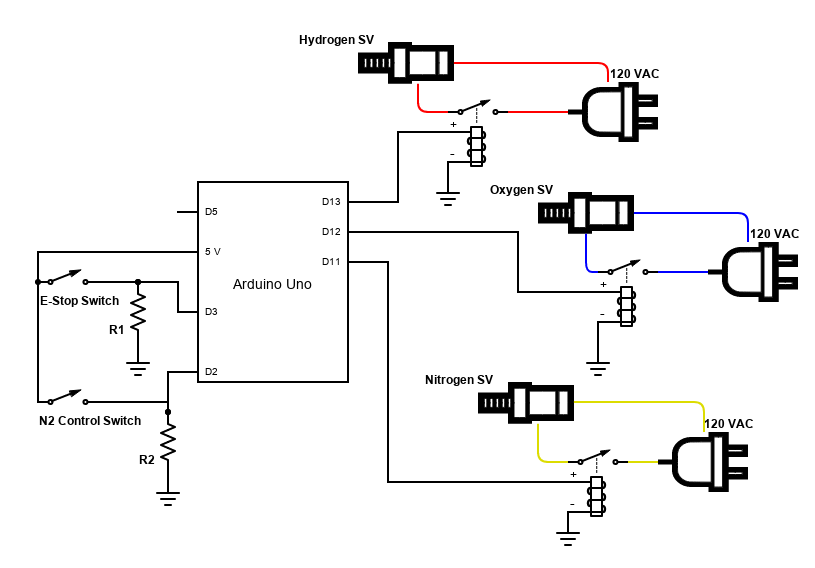 Hydrogen SV
120 VAC
+
-
Oxygen SV
120 VAC
+
-
Nitrogen SV
120 VAC
+
-
D13
D12
D11
D5
5 V
Arduino Uno
D3
D2
E-Stop Switch
R1
N2 Control Switch
R2